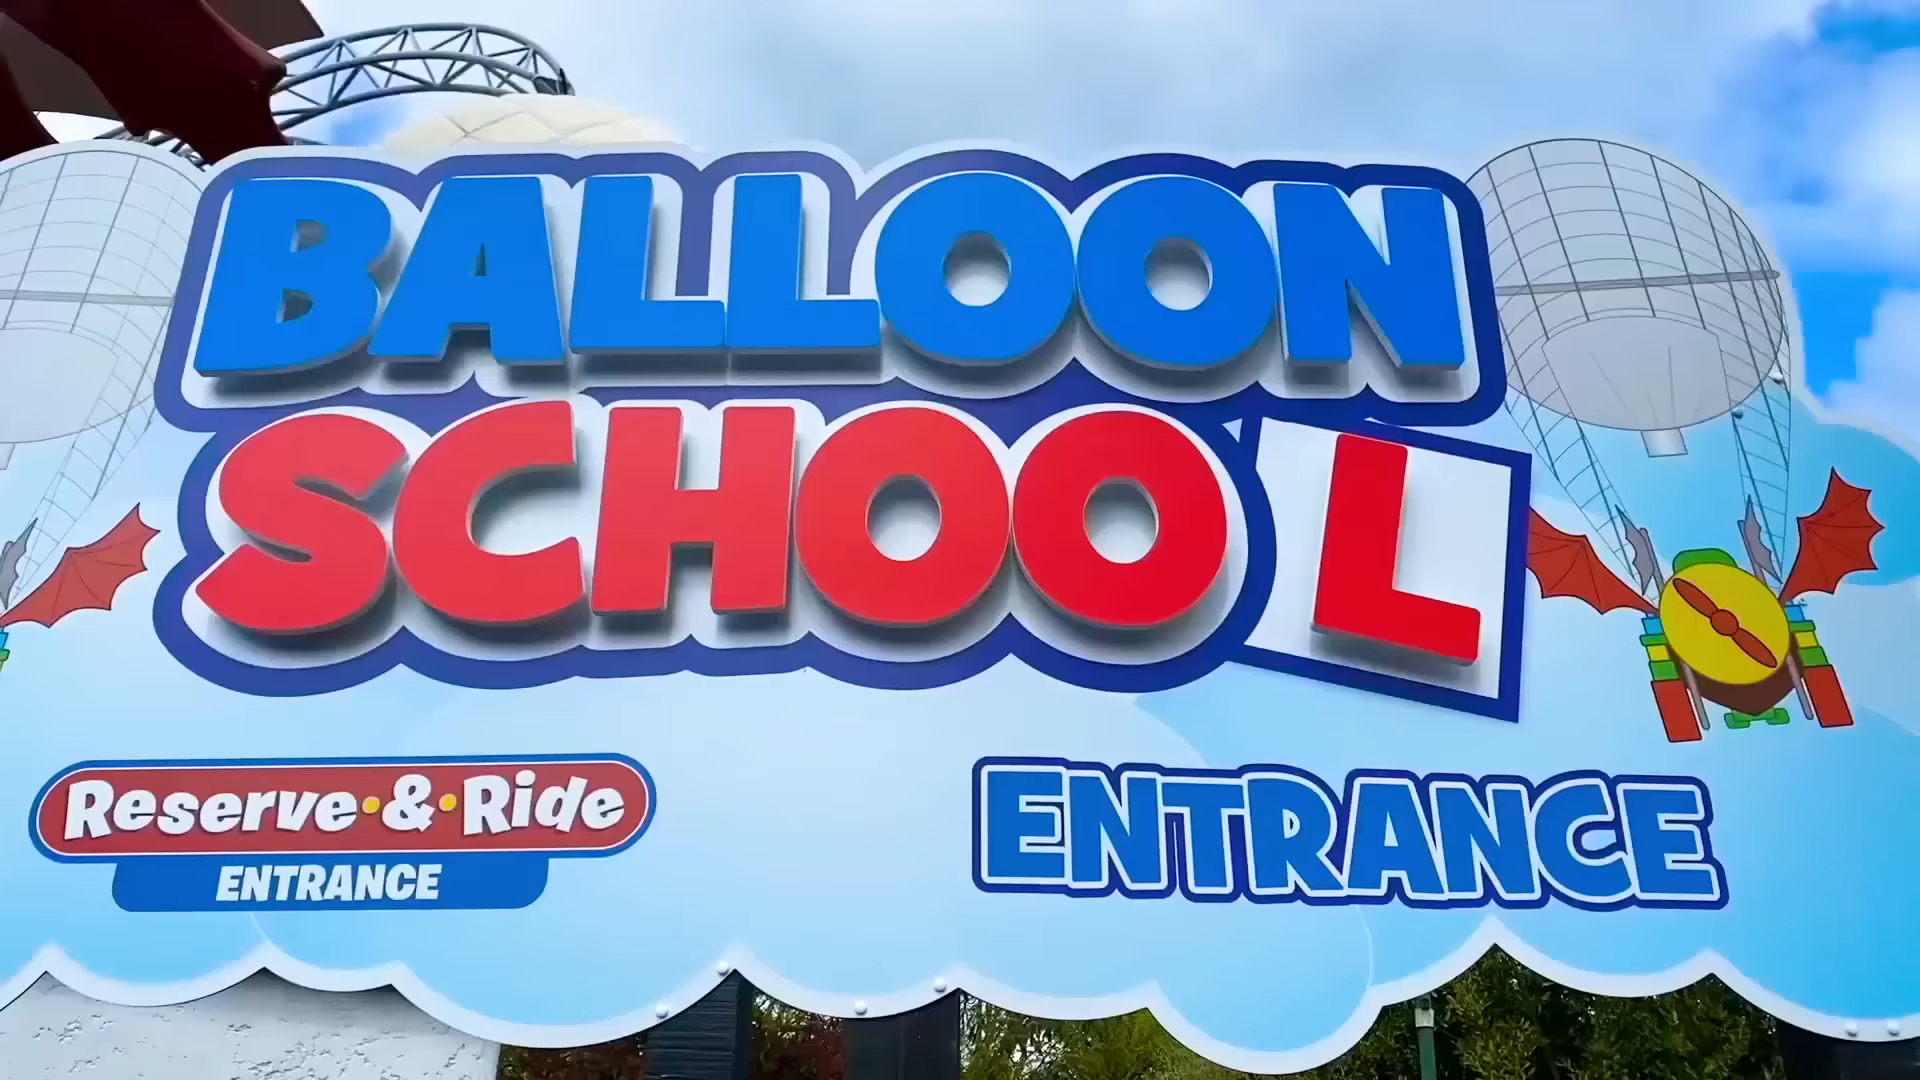 BALLOON
SCHOOL
Reserve·&·Ride
ENTRANCE
ENTRANCE